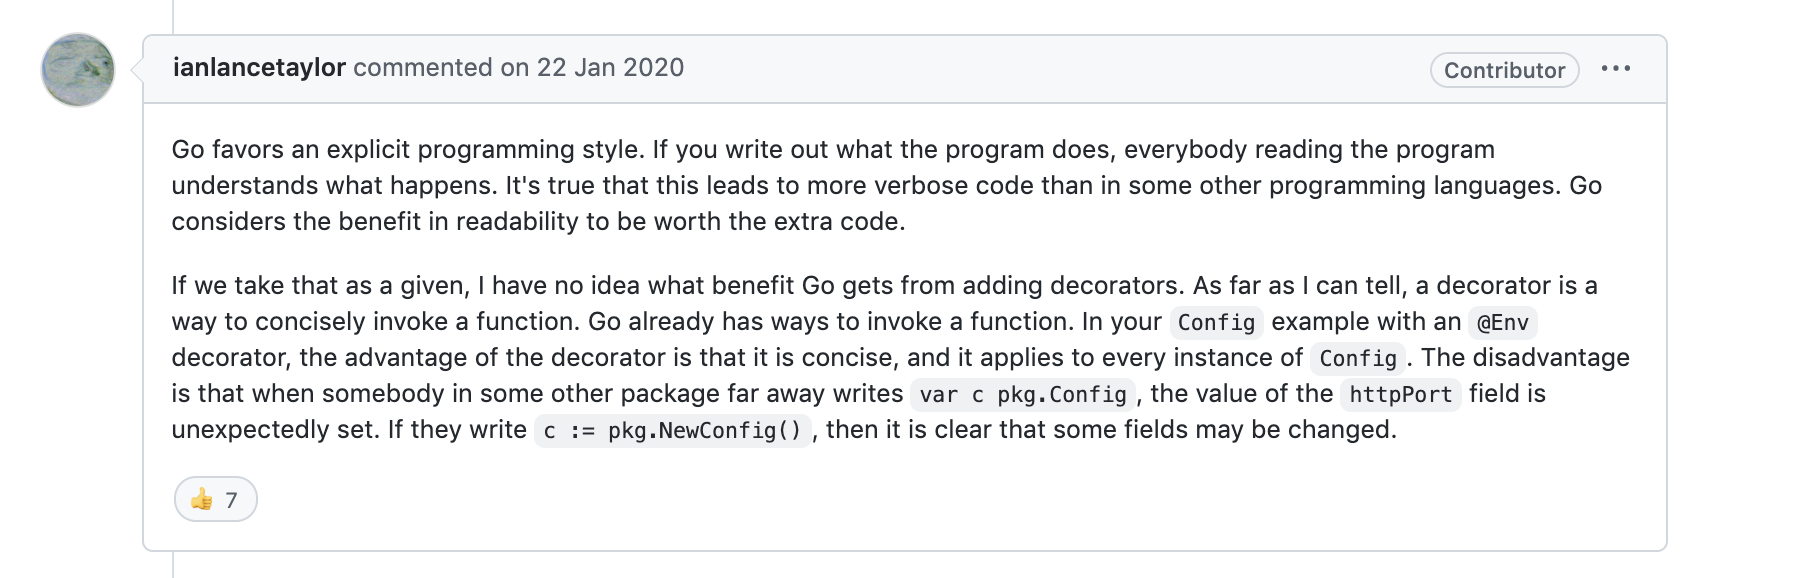 ianlancetaylor commented on 22 Jan 2020
Contributor
Go favors an explicit programming style. If you write out what the program does, everybody reading the program
understands what happens. It's true that this leads to more verbose code than in some other programming languages. Go
considers the benefit in readability to be worth the extra code.
If we take that as a given, I have no idea what benefit Go gets from adding decorators. As far as I can tell, a decorator is a
way to concisely invoke a function. Go already has ways to invoke a function. In your Config example with an @Env
decorator, the advantage of the decorator is that it is concise, and it applies to every instance of Config. The disadvantage
is that when somebody in some other package far away writes var c pkg.Config, the value of the httpPort field is
unexpectedly set. If they write c := pkg.NewConfig(), then it is clear that some fields may be changed.
👍 7